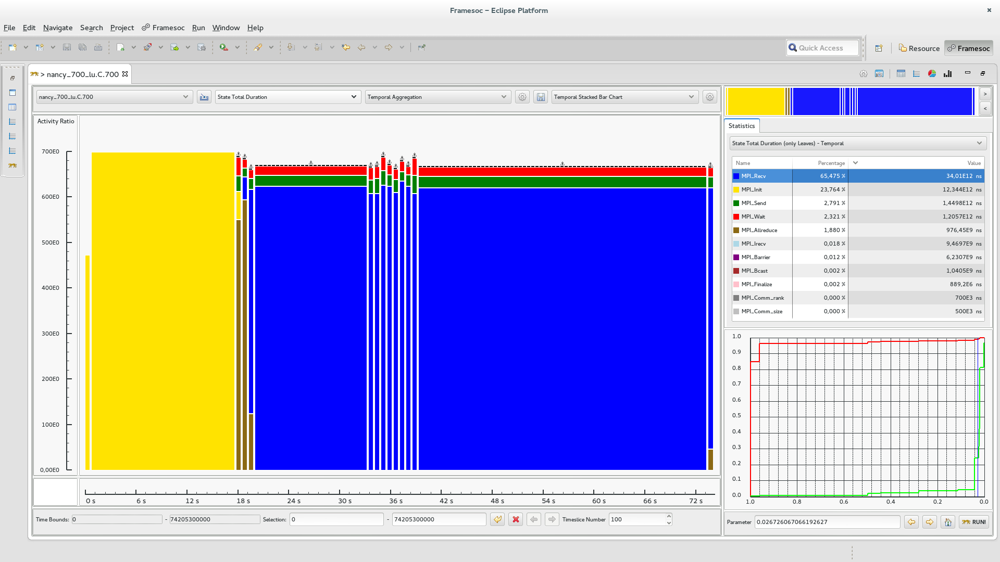 Framesoc – Eclipse Platform
File Edit Navigate Search Project Framesoc Run Window Help
Quick Access
Resource
Framesoc
> nancy_700_lu.C.700
nancy_700_lu.C.700
State Total Duration
Temporal Aggregation
Temporal Stacked Bar Chart
>
<
Activity Ratio
700E0
600E0
500E0
400E0
300E0
200E0
100E0
0,00E0
0 s 6 s 12 s 18 s 24 s 30 s 36 s 42 s 48 s 54 s 60 s 66 s 72 s
Time Bounds: 0 - 74205300000 Selection: 0 - 74205300000 Timeslice Number 100
Statistics
State Total Duration (only Leaves) - Temporal
Name Percentage Value
MPI_Recv 65,475 % 34,01E12 ns
MPI_Init 23,764 % 12,344E12 ns
MPI_Send 2,791 % 1,4498E12 ns
MPI_Wait 2,321 % 1,2057E12 ns
MPI_Allreduce 1,880 % 976,45E9 ns
MPI_Irecv 0,018 % 9,4697E9 ns
MPI_Barrier 0,012 % 6,2307E9 ns
MPI_Bcast 0,002 % 1,0405E9 ns
MPI_Finalize 0,002 % 889,2E6 ns
MPI_Comm_rank 0,000 % 700E3 ns
MPI_Comm_size 0,000 % 500E3 ns
1.0
0.9
0.8
0.7
0.6
0.5
0.4
0.3
0.2
0.1
0.0
1.0 0.8 0.6 0.4 0.2 0.0
Parameter 0.026726067066192627 RUN!